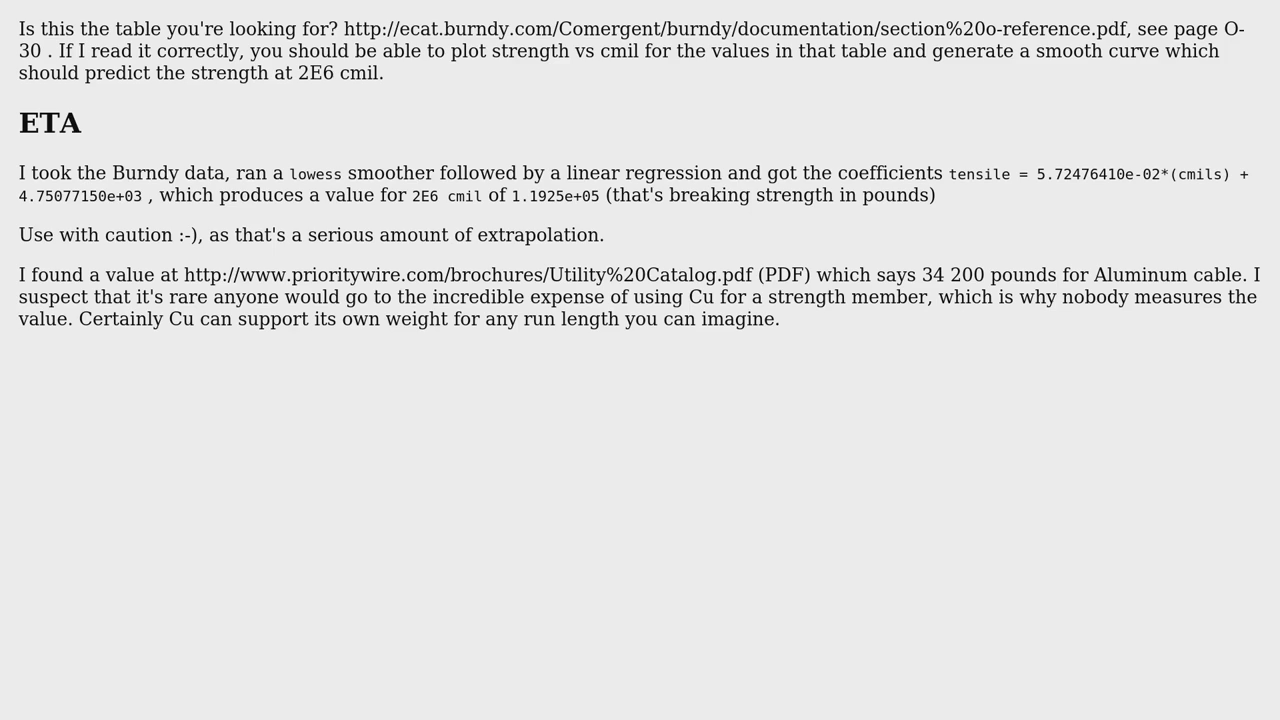 Is this the table you're looking for? http://ecat.burndy.com/Comergent/burndy/documentation/section%20o-reference.pdf, see page O-
30 . If I read it correctly, you should be able to plot strength vs cmil for the values in that table and generate a smooth curve which
should predict the strength at 2E6 cmil.
ETA
I took the Burndy data, ran a lowess smoother followed by a linear regression and got the coefficients tensile = 5.72476410e-02*(cmils) +
4.75077150e+03 , which produces a value for 2E6 cmil of 1.1925e+05 (that's breaking strength in pounds)
Use with caution :-), as that's a serious amount of extrapolation.
I found a value at http://www.prioritywire.com/brochures/Utility%20Catalog.pdf (PDF) which says 34 200 pounds for Aluminum cable. I
suspect that it's rare anyone would go to the incredible expense of using Cu for a strength member, which is why nobody measures the
value. Certainly Cu can support its own weight for any run length you can imagine.